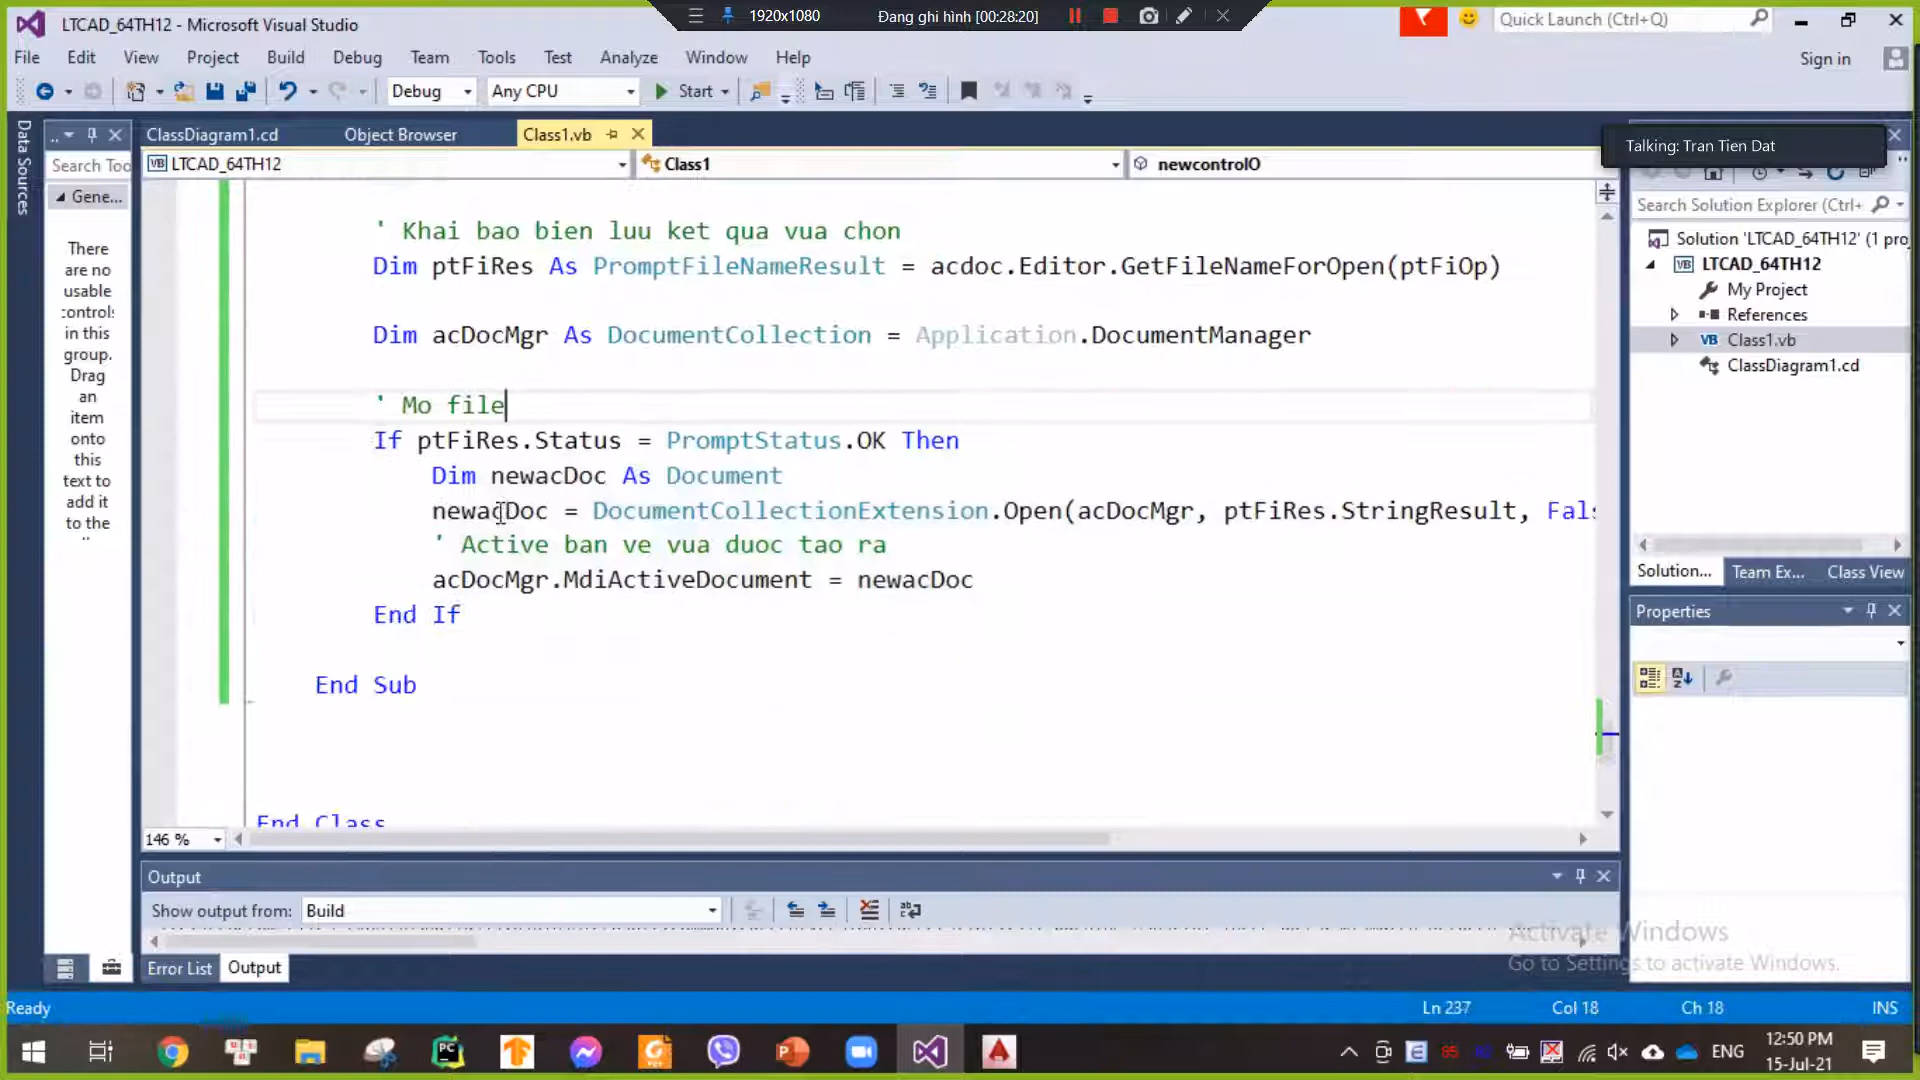 LTCAD_64TH12 - Microsoft Visual Studio
1920x1080
Đang ghi hình [00:28:20]
Quick Launch (Ctrl+Q)
File Edit View Project Build Debug Team Tools Test Analyze Window Help
Sign in
Debug
Any CPU
Start
Data Sources
ClassDiagram1.cd
Object Browser
Class1.vb
Talking: Tran Tien Dat
Search Too
LTCAD_64TH12
Class1
newcontrolO
Gene...
There
are no
usable
controls
in this
group.
Drag
an
item
onto
this
text to
add it
to the
' Khai bao bien luu ket qua vua chon
Dim ptFiRes As PromptFileNameResult = acdoc.Editor.GetFileNameForOpen(ptFiOp)
Dim acDocMgr As DocumentCollection = Application.DocumentManager
' Mo file
If ptFiRes.Status = PromptStatus.OK Then
Dim newacDoc As Document
newacDoc = DocumentCollectionExtension.Open(acDocMgr, ptFiRes.StringResult, Fals
' Active ban ve vua duoc tao ra
acDocMgr.MdiActiveDocument = newacDoc
End If
End Sub
End Class
146 %
Search Solution Explorer (Ctrl+
Solution 'LTCAD_64TH12' (1 pro
LTCAD_64TH12
My Project
References
Class1.vb
ClassDiagram1.cd
Solution... Team Ex... Class View
Properties
Output
Show output from: Build
Error List Output
Activate Windows
Go to Settings to activate Windows.
Ready
Ln 237
Col 18
Ch 18
INS
85
ENG
12:50 PM
15-Jul-21